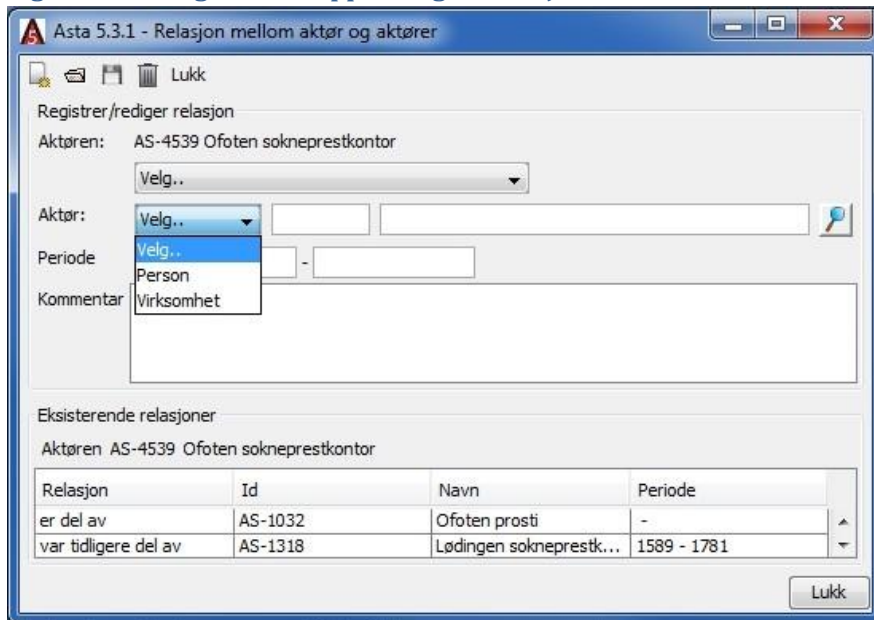 Asta 5.3.1 - Relasjon mellom aktør og aktører
Lukk
Registrer/rediger relasjon
Aktøren: AS-4539 Ofoten sokneprestkontor
Velg..
Aktør: Velg..
Velg..
Periode -
Person
Virksomhet
Kommentar
Eksisterende relasjoner
Aktøren AS-4539 Ofoten sokneprestkontor
Relasjon Id Navn Periode
er del av AS-1032 Ofoten prosti -
var tidligere del av AS-1318 Lødingen sokneprestk... 1589 - 1781
Lukk